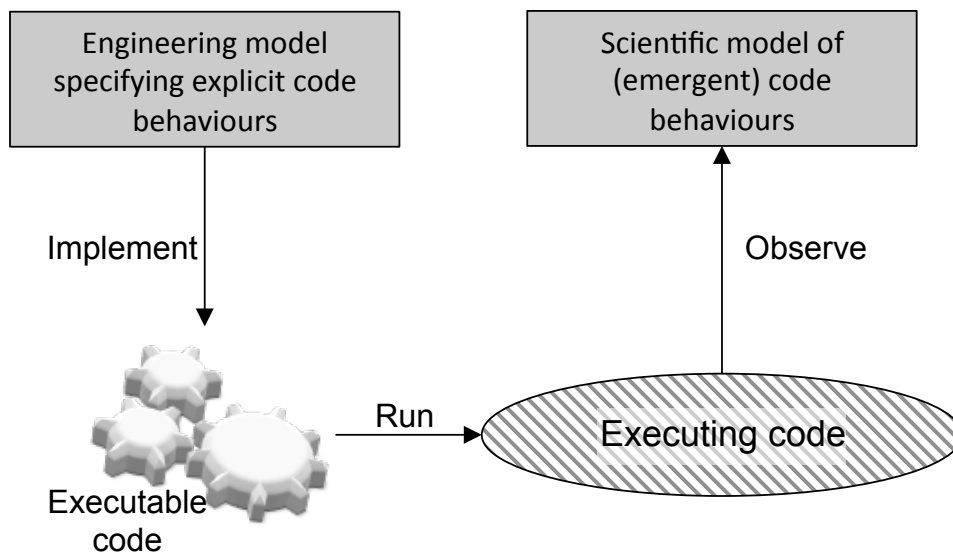 Engineering model
specifying explicit code
behaviours
Scientific model of
(emergent) code
behaviours
Implement
Observe
Run
Executing code
Executable
code